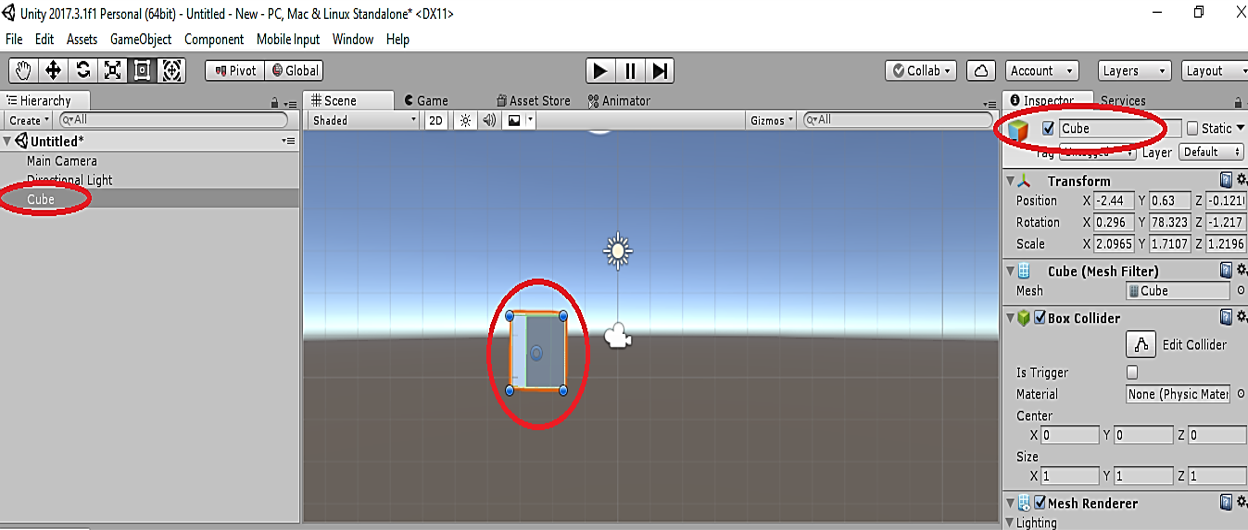 Unity 2017.3.1f1 Personal (64bit) - Untitled - New - PC, Mac & Linux Standalone* <DX11>
File Edit Assets GameObject Component Mobile Input Window Help
Pivot Global Collab Account Layers Layout
Hierarchy Scene Game Asset Store Animator Inspector Services
Create All Shaded 2D Gizmos All
Cube Static
Untitled*
Main Camera
Tag Untagged Layer Default
Directional Light
Transform
Cube
Position X -2.44 Y 0.63 Z -0.121
Rotation X 0.296 Y 78.323 Z -1.217
Scale X 2.0965 Y 1.7107 Z 1.2196
Cube (Mesh Filter)
Mesh Cube
Box Collider
Edit Collider
Is Trigger
Material None (Physic Mater
Center
X 0 Y 0 Z 0
Size
X 1 Y 1 Z 1
Mesh Renderer
Lighting